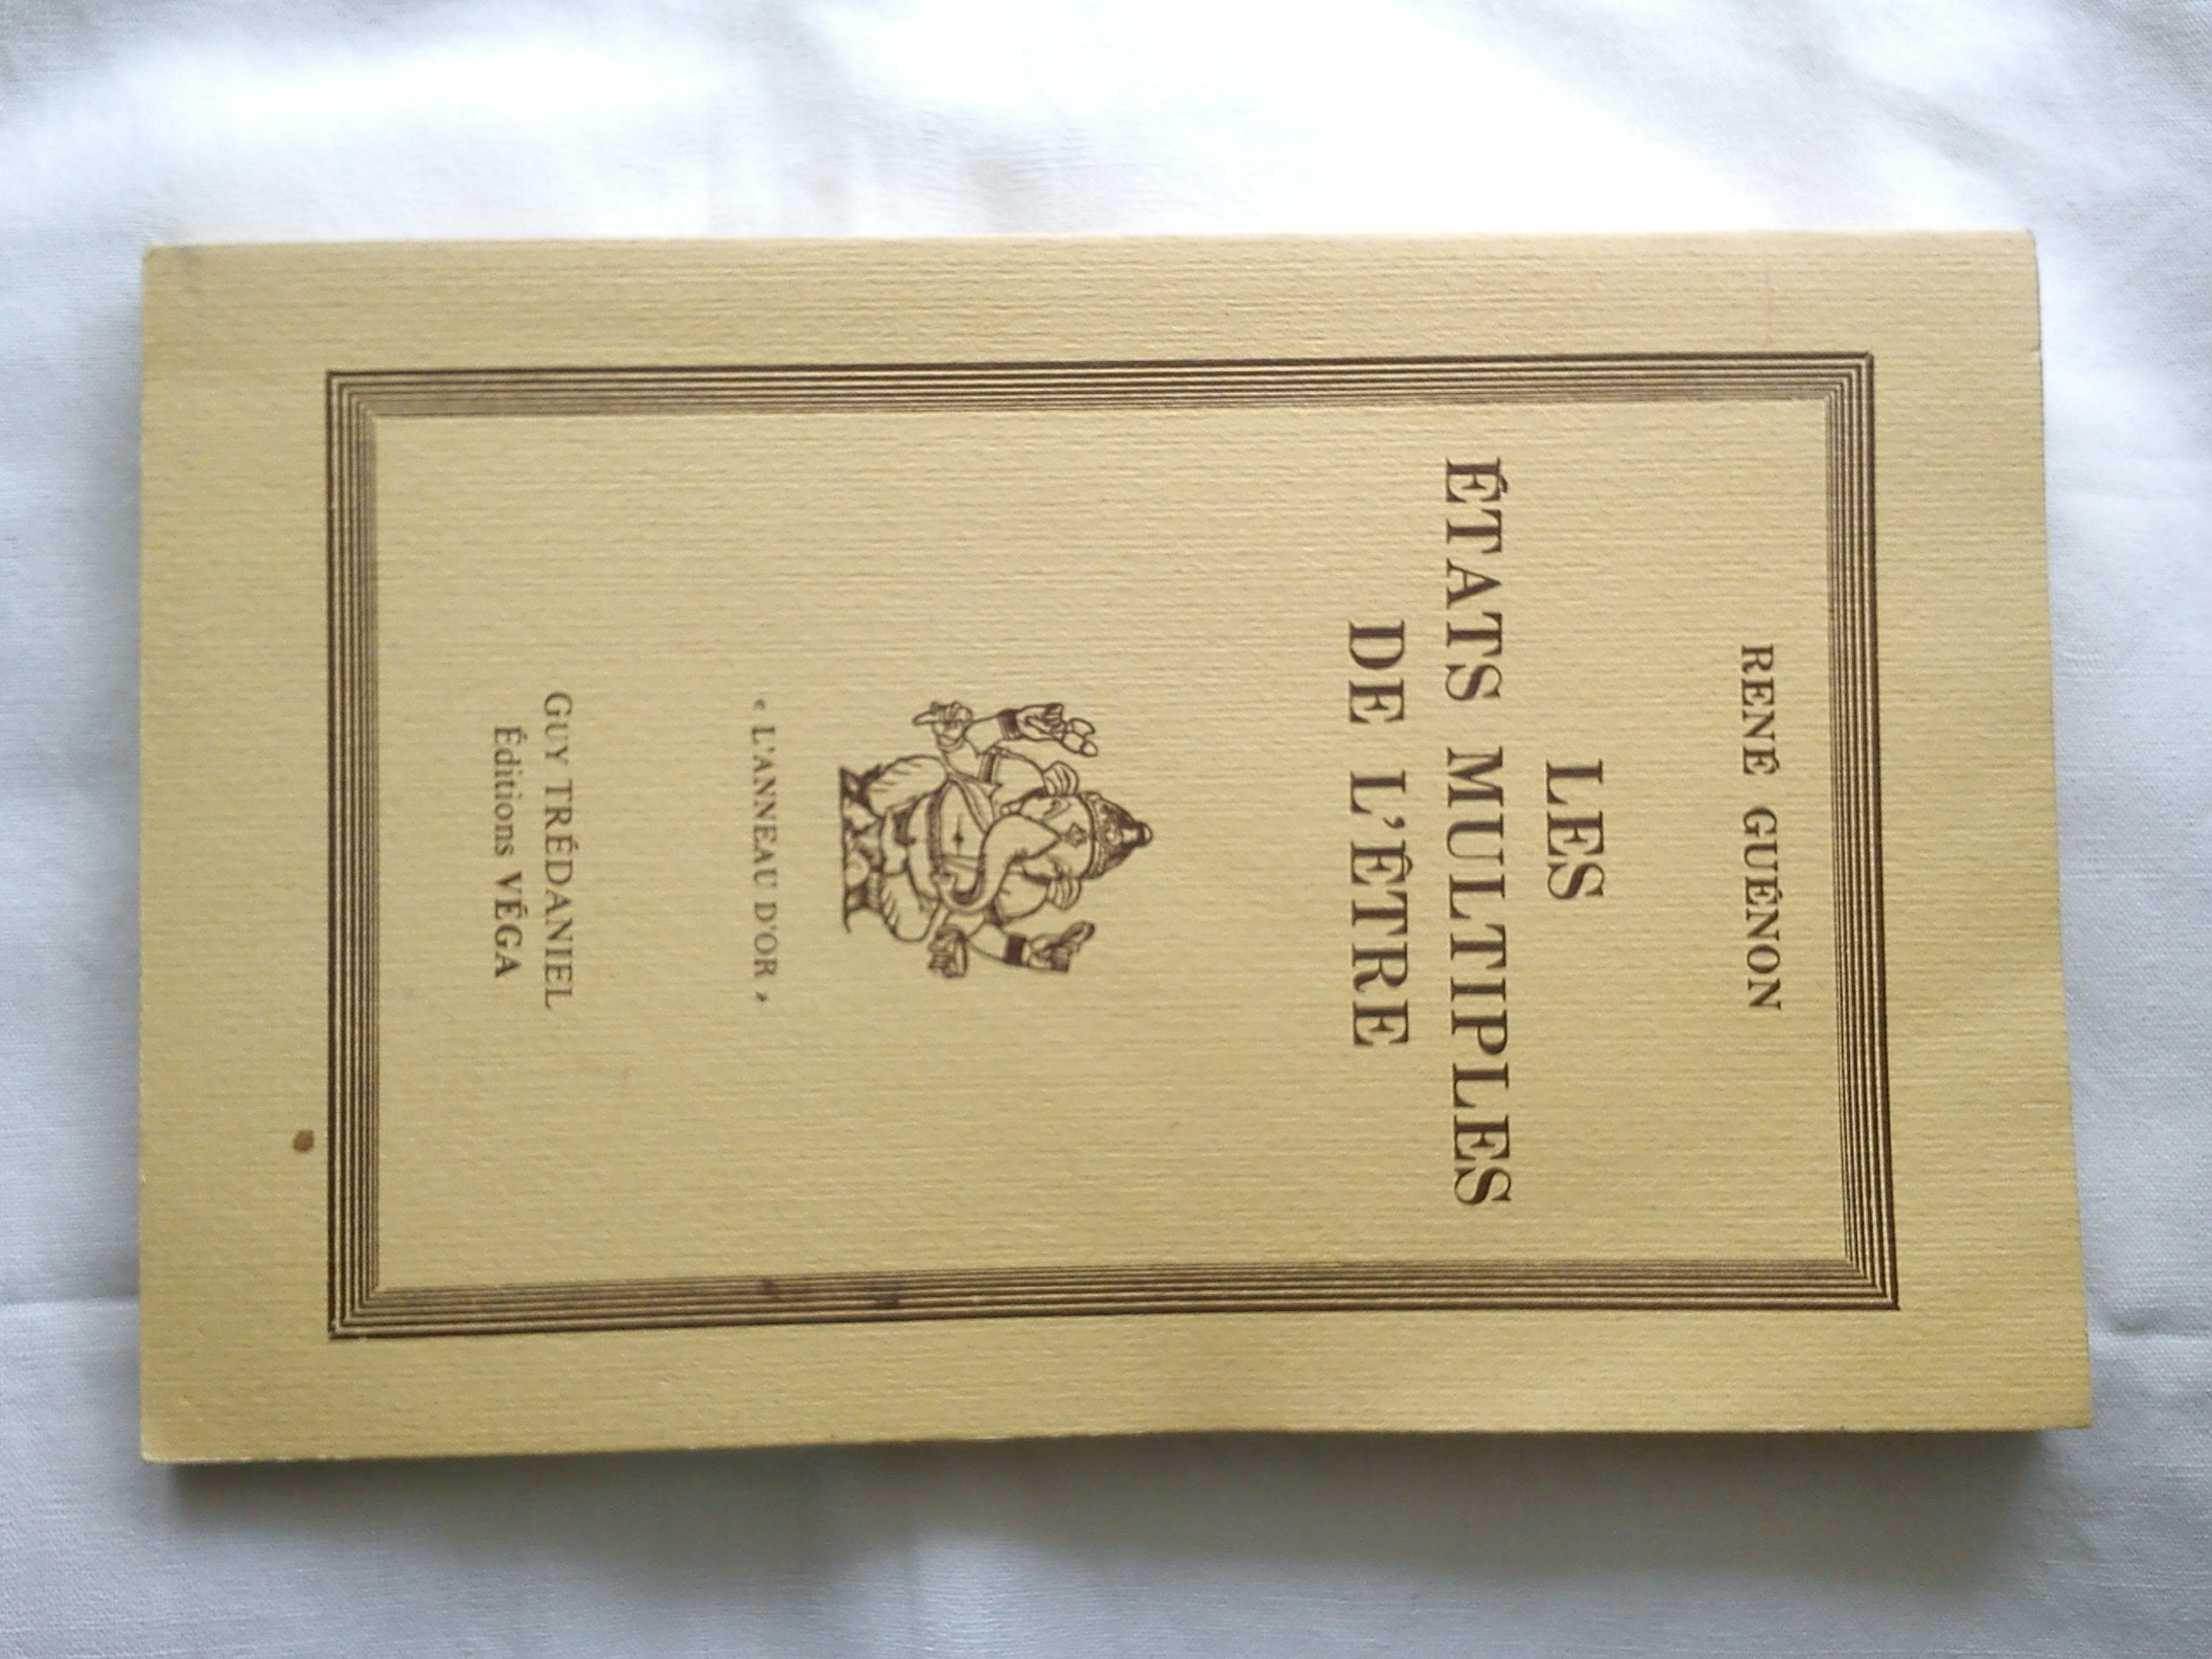 RENÉ GUÉNON
LES
ÉTATS MULTIPLES
DE L'ÊTRE
« L'ANNEAU D'OR »
GUY TRÉDANIEL
Éditions VÉGA